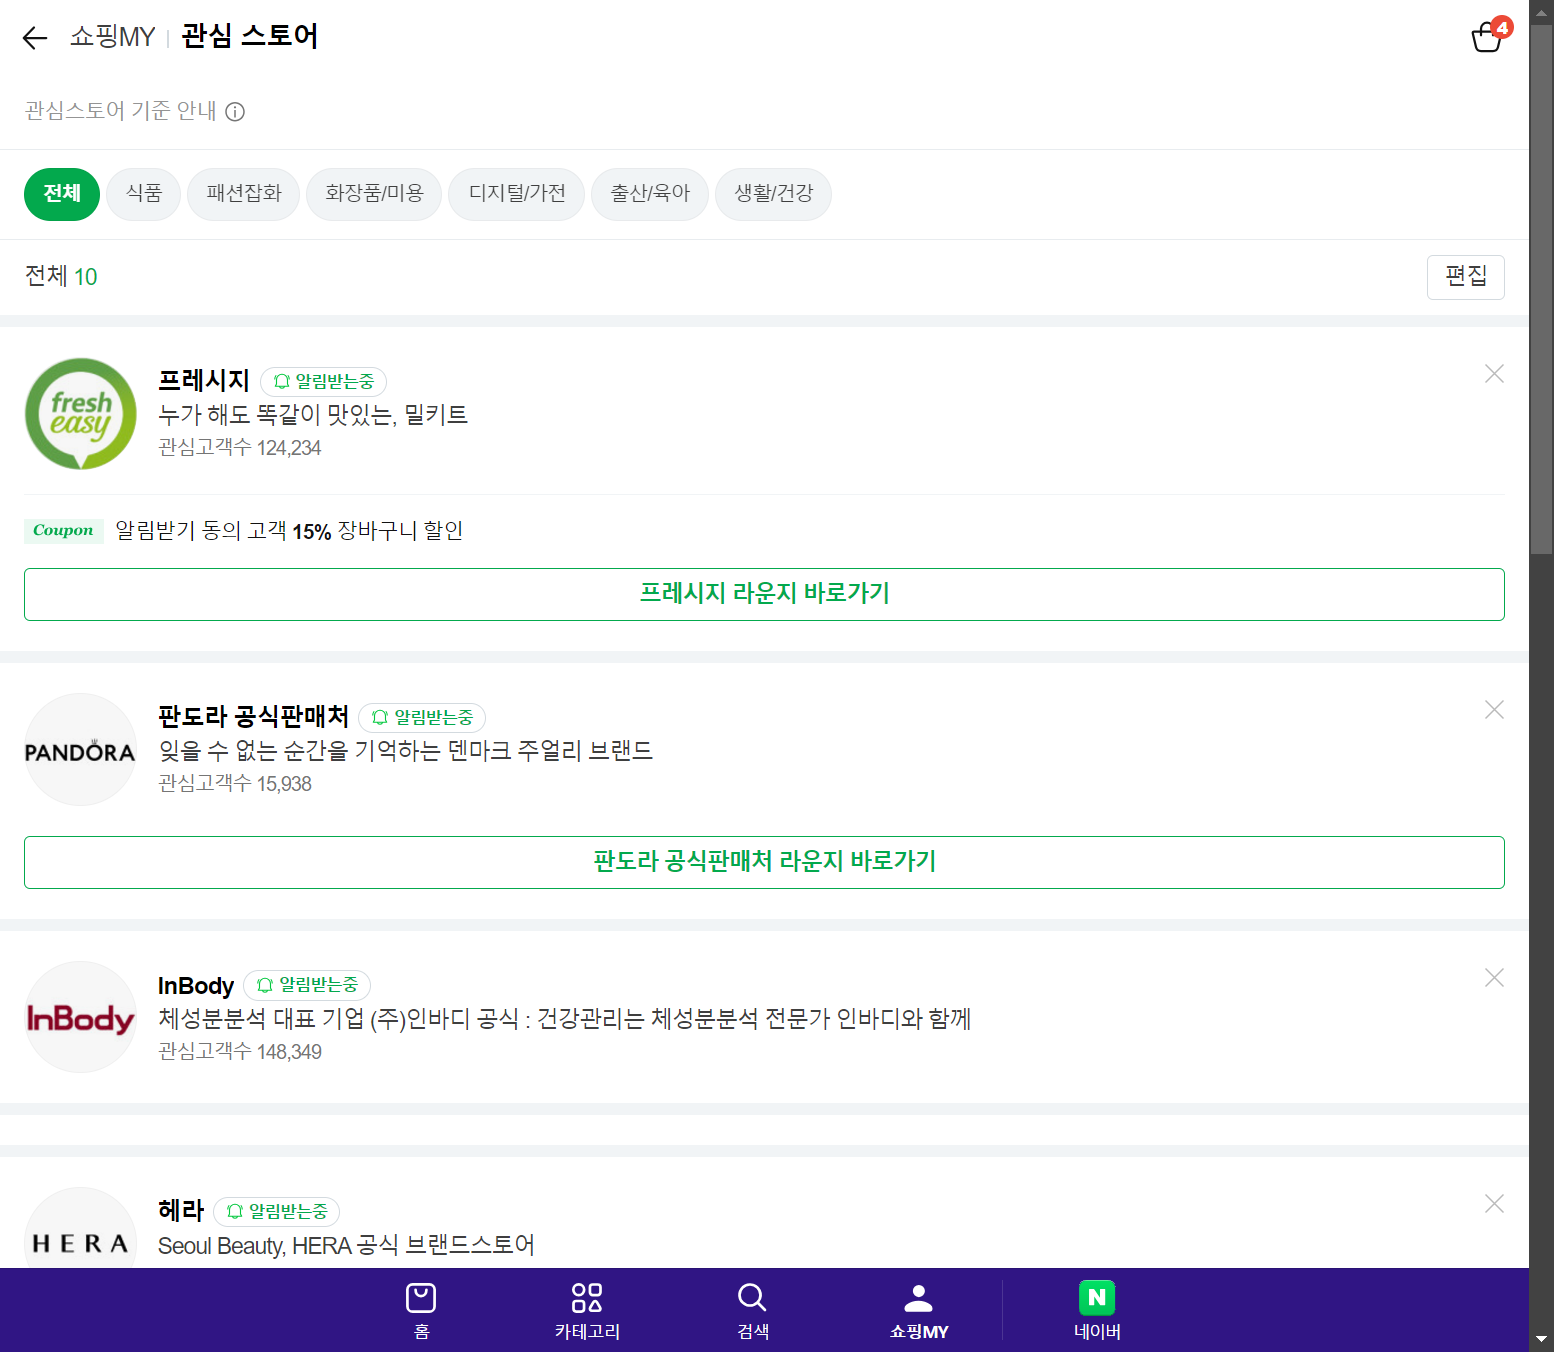 쇼핑MY 관심 스토어 4
관심스토어 기준 안내
전체 식품 패션잡화 화장품/미용 디지털/가전 출산/육아 생활/건강
전체 10 편집
fresh
easy
프레시지 알림받는중
누가 해도 똑같이 맛있는, 밀키트
관심고객수 124,234
Coupon 알림받기 동의 고객 15% 장바구니 할인
프레시지 라운지 바로가기
PANDORA
판도라 공식판매처 알림받는중
잊을 수 없는 순간을 기억하는 덴마크 주얼리 브랜드
관심고객수 15,938
판도라 공식판매처 라운지 바로가기
InBody
InBody 알림받는중
체성분분석 대표 기업 (주)인바디 공식 : 건강관리는 체성분분석 전문가 인바디와 함께
관심고객수 148,349
HERA
헤라 알림받는중
Seoul Beauty, HERA 공식 브랜드스토어
홈 카테고리 검색 쇼핑MY N 네이버